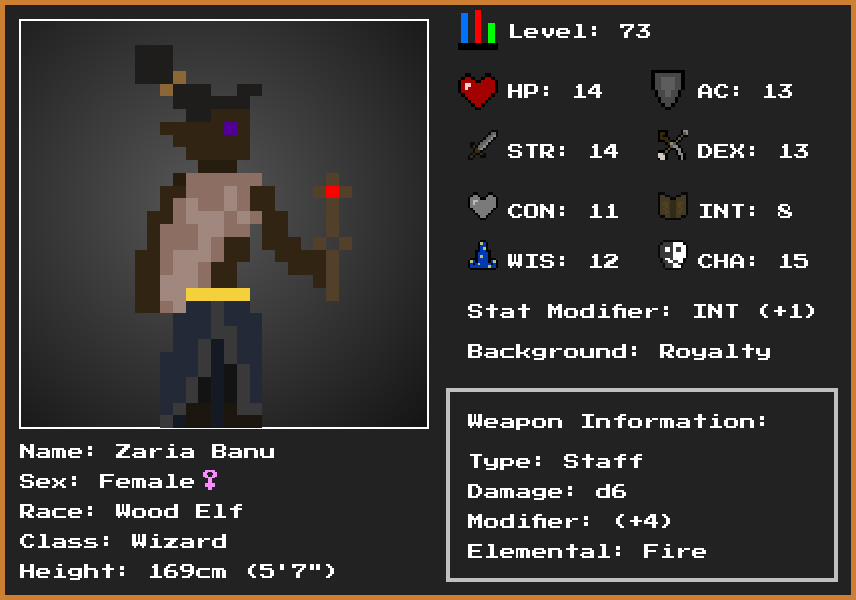 Level: 73
HP: 14 AC: 13
STR: 14 DEX: 13
CON: 11 INT: 8
WIS: 12 CHA: 15
Stat Modifier: INT (+1)
Background: Royalty
Weapon Information:
Type: Staff
Damage: d6
Modifier: (+4)
Elemental: Fire
Name: Zaria Banu
Sex: Female♀
Race: Wood Elf
Class: Wizard
Height: 169cm (5'7")